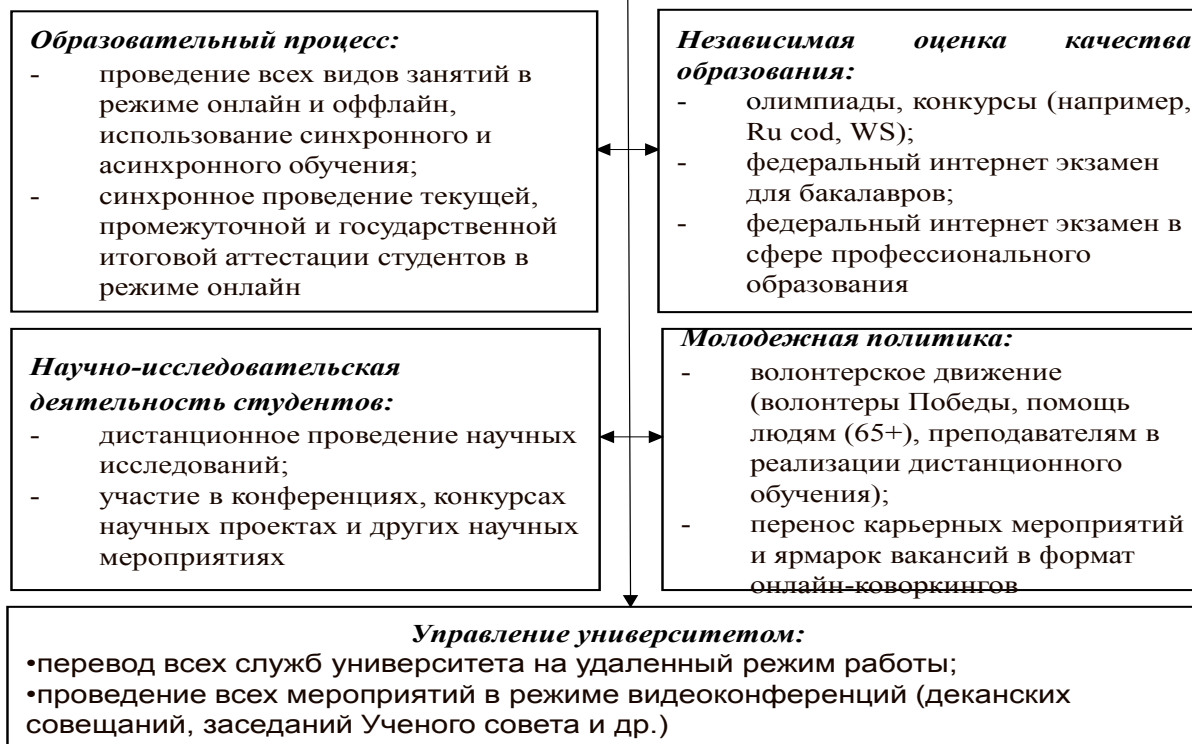 Образовательный процесс:
- проведение всех видов занятий в
режиме онлайн и оффлайн,
использование синхронного и
асинхронного обучения;
- синхронное проведение текущей,
промежуточной и государственной
итоговой аттестации студентов в
режиме онлайн
Независимая оценка качества
образования:
- олимпиады, конкурсы (например,
Ru cod, WS);
- федеральный интернет экзамен
для бакалавров;
- федеральный интернет экзамен в
сфере профессионального
образования
Научно-исследовательская
деятельность студентов:
- дистанционное проведение научных
исследований;
- участие в конференциях, конкурсах
научных проектах и других научных
мероприятиях
Молодежная политика:
- волонтерское движение
(волонтеры Победы, помощь
людям (65+), преподавателям в
реализации дистанционного
обучения);
- перенос карьерных мероприятий
и ярмарок вакансий в формат
онлайн-коворкингов
Управление университетом:
•перевод всех служб университета на удаленный режим работы;
•проведение всех мероприятий в режиме видеоконференций (деканских
совещаний, заседаний Ученого совета и др.)